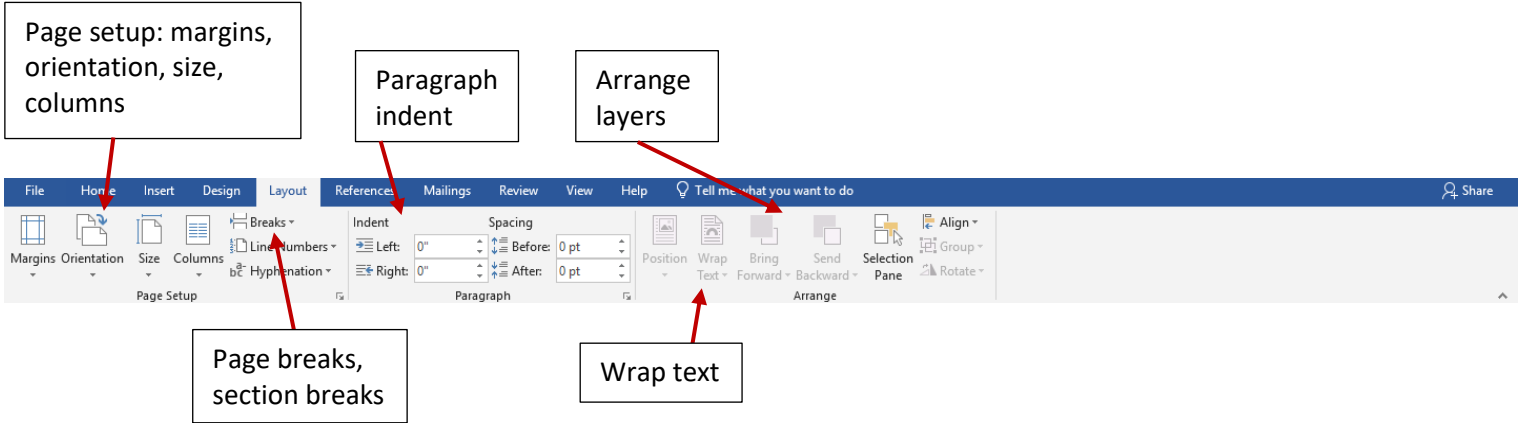 Page setup: margins,
orientation, size,
columns
Paragraph
indent
Arrange
layers
File Home Insert Design Layout References Mailings Review View Help Tell me what you want to do Share
Margins Orientation Size Columns
Breaks
Line Numbers
Hyphenation
Page Setup
Indent Spacing
Left: 0" Before: 0 pt
Right: 0" After: 0 pt
Paragraph
Position Wrap Text Bring Forward Send Backward Selection Pane
Align
Group
Rotate
Arrange
Page breaks,
section breaks
Wrap text